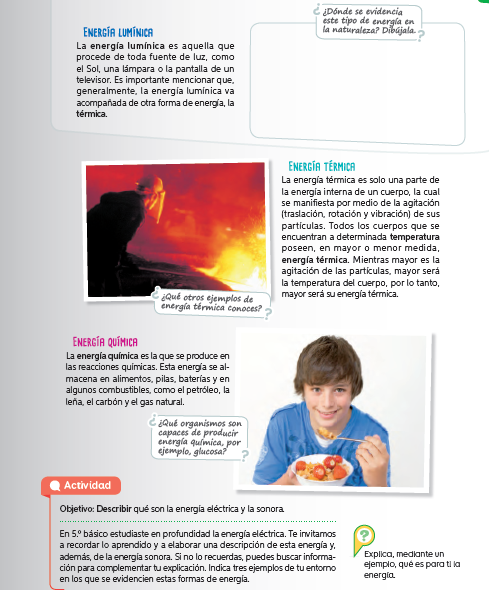 ¿Dónde se evidencia
este tipo de energía en
la naturaleza? Dibújala.
Energía lumínica
La energía lumínica es aquella que
procede de toda fuente de luz, como
el Sol, una lámpara o la pantalla de un
televisor. Es importante mencionar que,
generalmente, la energía lumínica va
acompañada de otra forma de energía, la
térmica.
Energía térmica
La energía térmica es solo una parte de
la energía interna de un cuerpo, la cual
se manifiesta por medio de la agitación
(traslación, rotación y vibración) de sus
partículas. Todos los cuerpos que se
encuentran a determinada temperatura
poseen, en mayor o menor medida,
energía térmica. Mientras mayor es la
agitación de las partículas, mayor será
la temperatura del cuerpo, por lo tanto,
mayor será su energía térmica.
¿Qué otros ejemplos de
energía térmica conoces?
Energía química
La energía química es la que se produce en
las reacciones químicas. Esta energía se al-
macena en alimentos, pilas, baterías y en
algunos combustibles, como el petróleo, la
leña, el carbón y el gas natural.
¿Qué organismos son
capaces de producir
energía química, por
ejemplo, glucosa?
Actividad
Objetivo: Describir qué son la energía eléctrica y la sonora.
En 5.º básico estudiaste en profundidad la energía eléctrica. Te invitamos
a recordar lo aprendido y a elaborar una descripción de esta energía y,
además, de la energía sonora. Si no lo recuerdas, puedes buscar informa-
ción para complementar tu explicación. Indica tres ejemplos de tu entorno
en los que se evidencien estas formas de energía.
Explica, mediante un
ejemplo, qué es para ti la
energía.